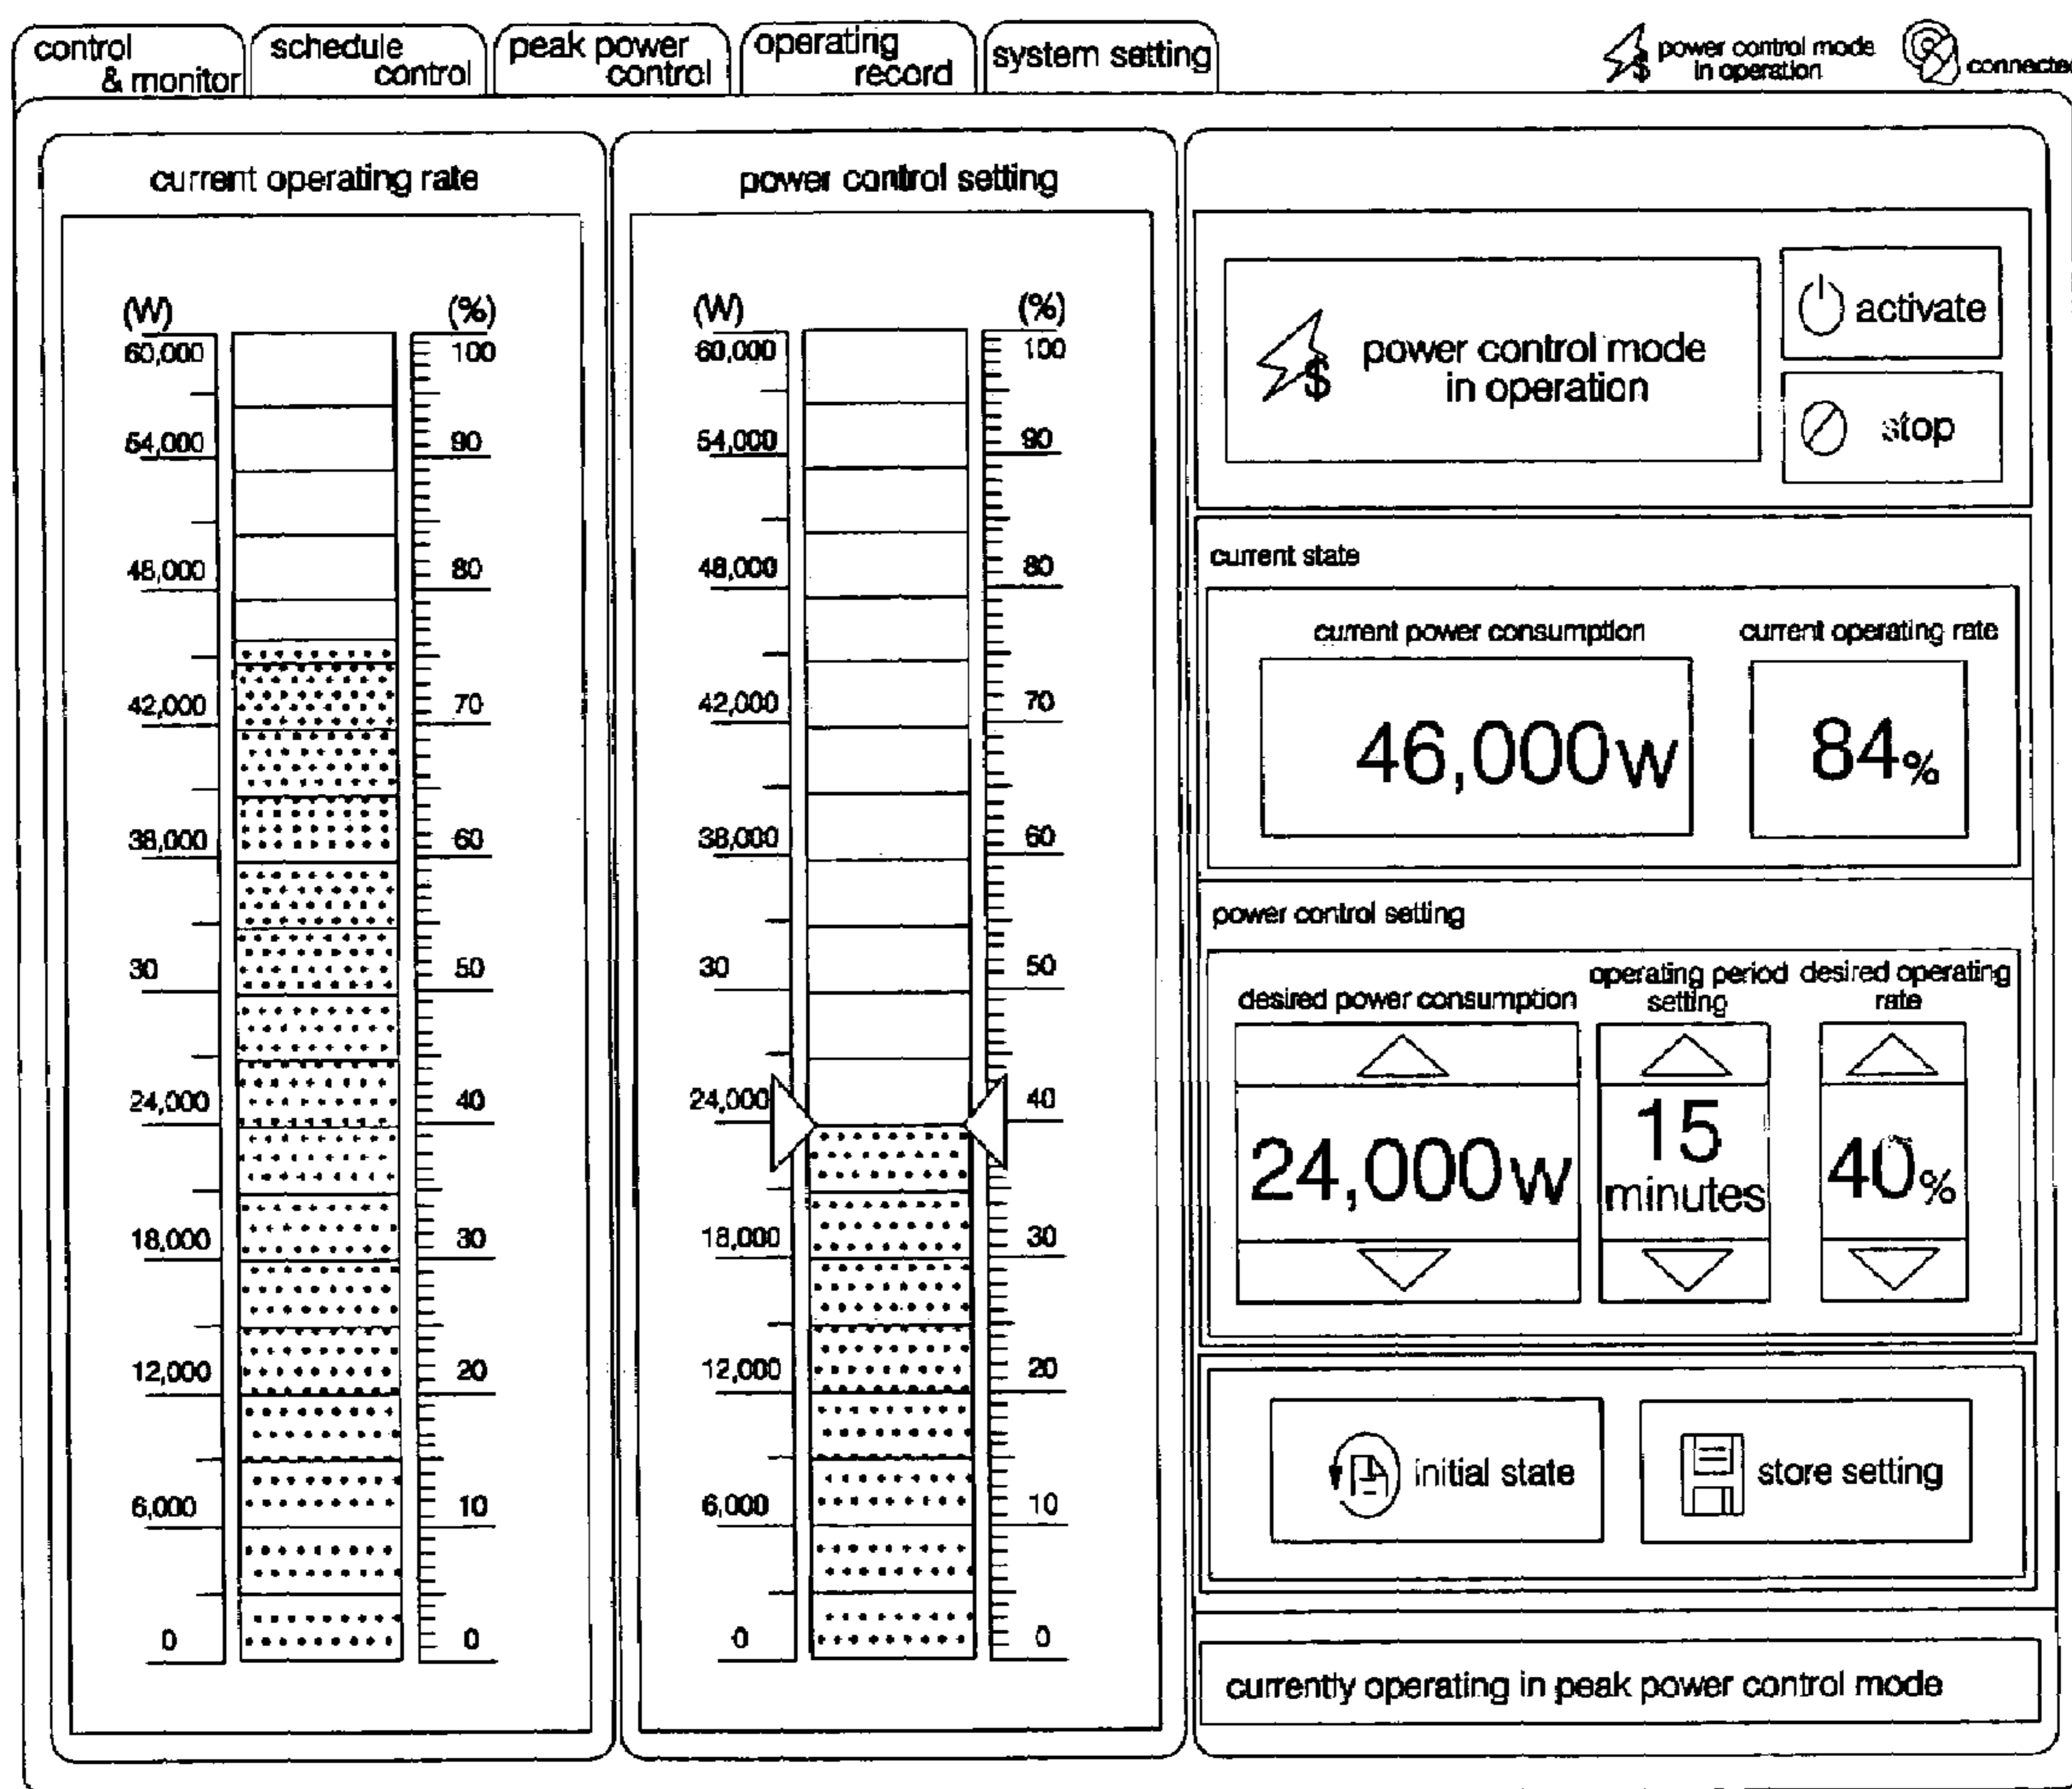 control
& monitor
schedule
control
peak power
control
operating
record
system setting
power control mode
in operation
connected
current operating rate
(W) (%)
60,000 100
54,000 90
48,000 80
42,000 70
38,000 60
30 50
24,000 40
18,000 30
12,000 20
6,000 10
0 0
power control setting
(W) (%)
60,000 100
54,000 90
48,000 80
42,000 70
38,000 60
30 50
24,000 40
18,000 30
12,000 20
6,000 10
0 0
$ power control mode
in operation
activate
stop
current state
current power consumption
46,000W
current operating rate
84%
power control setting
desired power consumption
24,000W
operating period
setting
15
minutes
desired operating
rate
40%
initial state
store setting
currently operating in peak power control mode